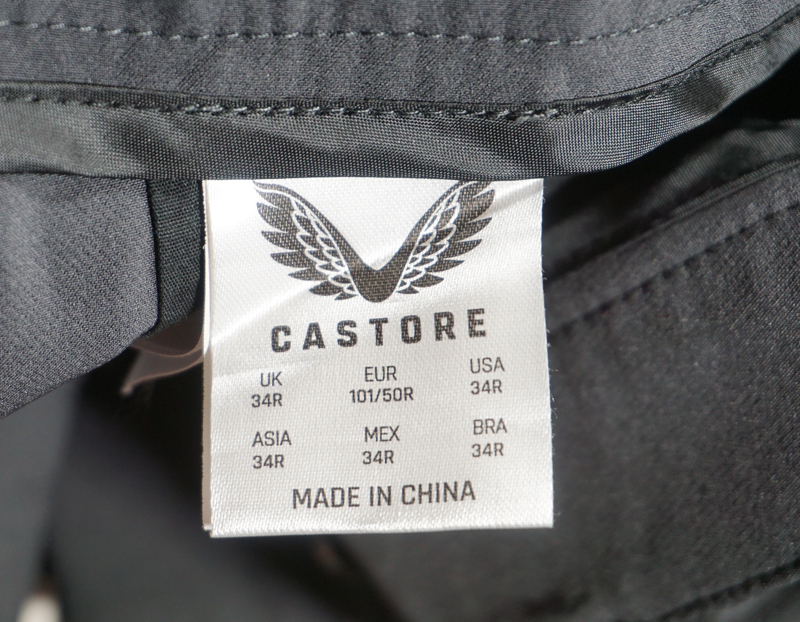 CASTORE
UK EUR USA
34R 101/50R 34R
ASIA MEX BRA
34R 34R 34R
MADE IN CHINA